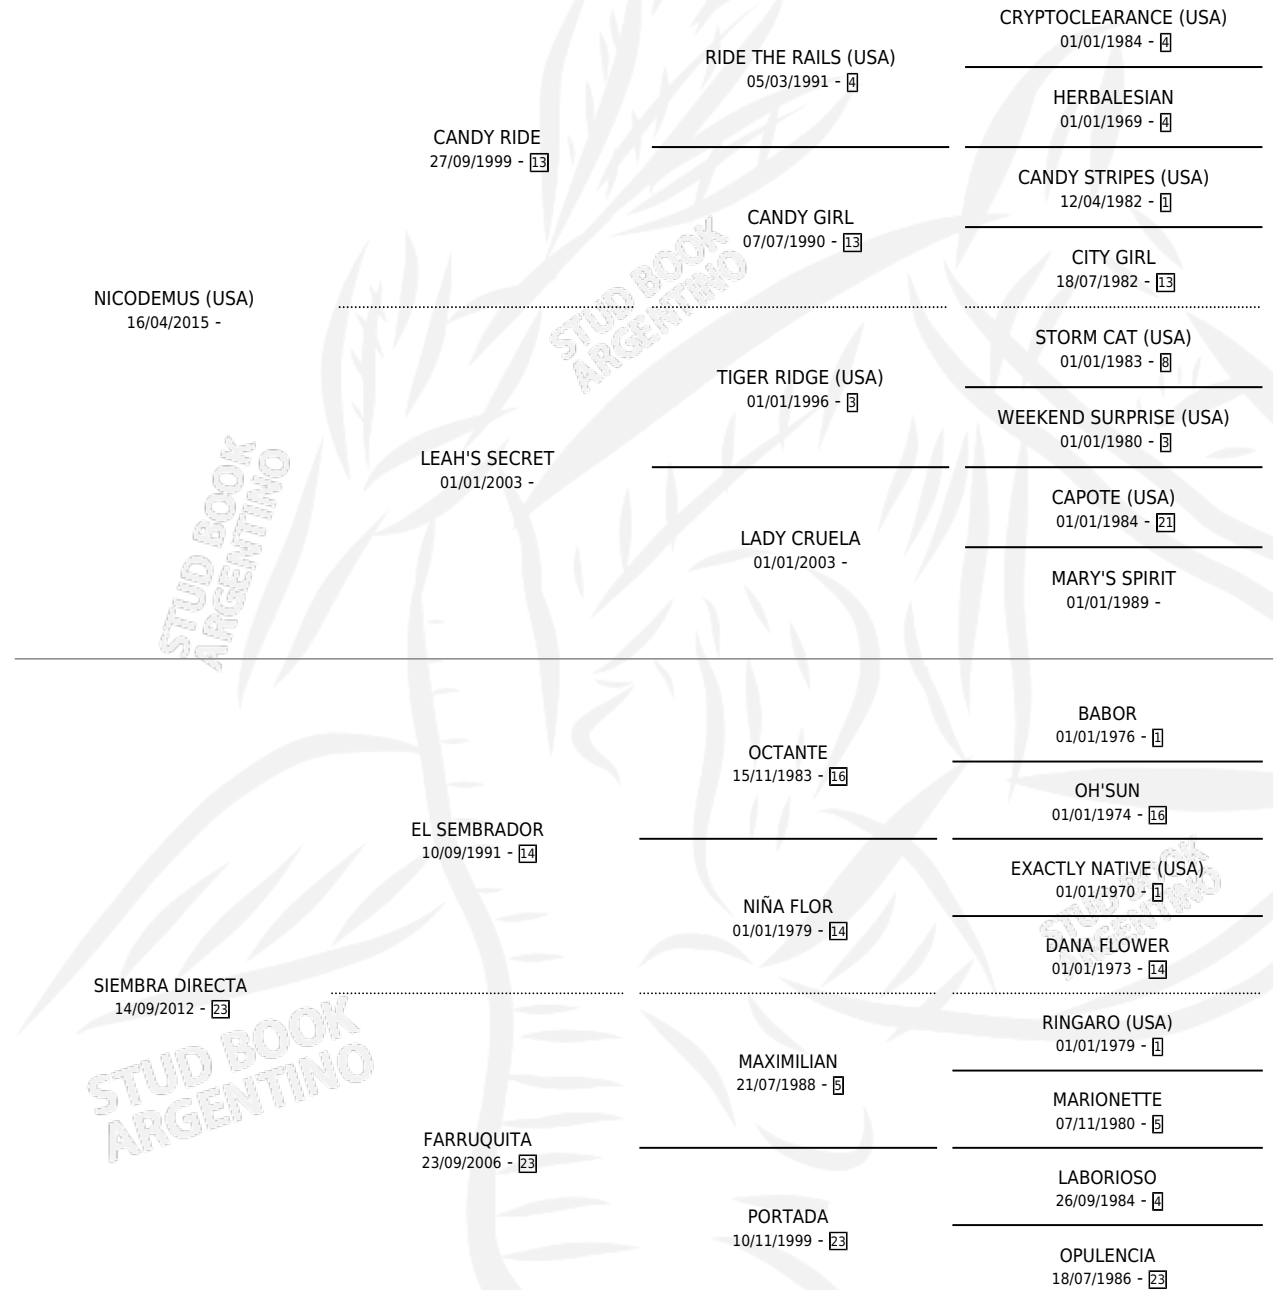 CRYPTOCLEARANCE (USA)
01/01/1984 - 4
RIDE THE RAILS (USA)
05/03/1991 - 4
HERBALESIAN
01/01/1969 - 4
CANDY RIDE
27/09/1999 - 13
CANDY STRIPES (USA)
12/04/1982 - 1
CANDY GIRL
07/07/1990 - 13
CITY GIRL
18/07/1982 - 13
NICODEMUS (USA)
16/04/2015 -
STORM CAT (USA)
01/01/1983 - 8
TIGER RIDGE (USA)
01/01/1996 - 3
WEEKEND SURPRISE (USA)
01/01/1980 - 3
LEAH'S SECRET
01/01/2003 -
CAPOTE (USA)
01/01/1984 - 21
LADY CRUELA
01/01/2003 -
MARY'S SPIRIT
01/01/1989 -
STUD BOOK
ARGENTINO
STUD BOOK
ARGENTINO
BABOR
01/01/1976 - 1
OCTANTE
15/11/1983 - 16
OH'SUN
01/01/1974 - 16
EL SEMBRADOR
10/09/1991 - 14
EXACTLY NATIVE (USA)
01/01/1970 - 1
NIÑA FLOR
01/01/1979 - 14
DANA FLOWER
01/01/1973 - 14
SIEMBRA DIRECTA
14/09/2012 - 23
RINGARO (USA)
01/01/1979 - 1
MAXIMILIAN
21/07/1988 - 5
MARIONETTE
07/11/1980 - 5
FARRUQUITA
23/09/2006 - 23
LABORIOSO
26/09/1984 - 4
PORTADA
10/11/1999 - 23
OPULENCIA
18/07/1986 - 23
STUD BOOK
ARGENTINO
STUD BOOK
ARGENTINO